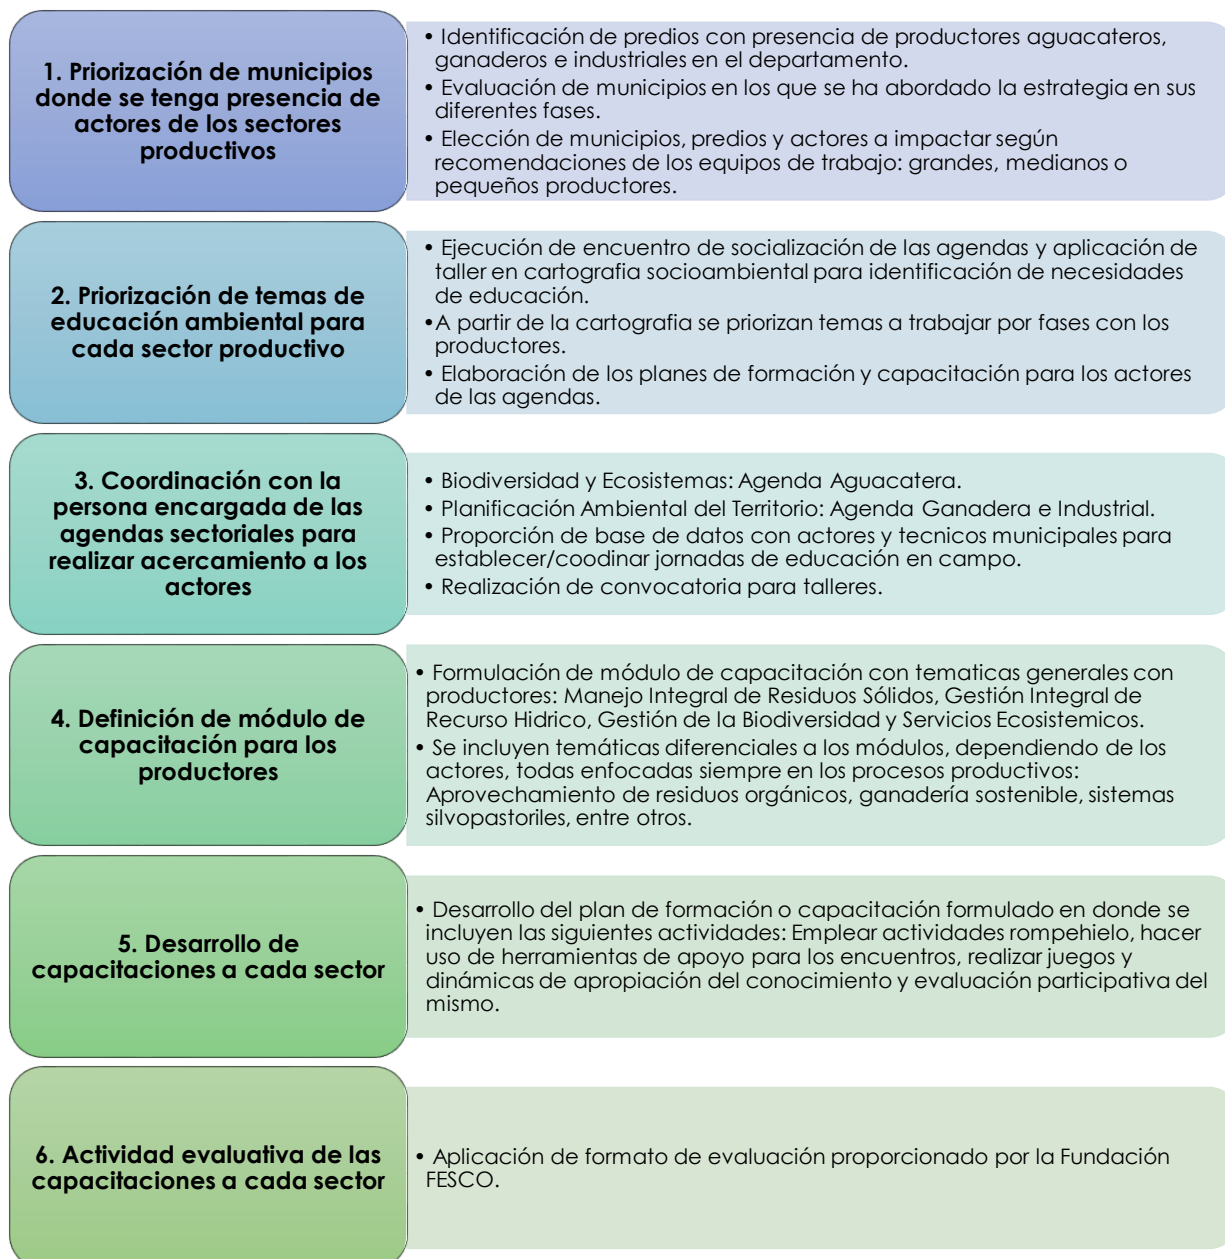 1. Priorización de municipios
donde se tenga presencia de
actores de los sectores
productivos
• Identificación de predios con presencia de productores aguacateros,
ganaderos e industriales en el departamento.
• Evaluación de municipios en los que se ha abordado la estrategia en sus
diferentes fases.
• Elección de municipios, predios y actores a impactar según
recomendaciones de los equipos de trabajo: grandes, medianos o
pequeños productores.
2. Priorización de temas de
educación ambiental para
cada sector productivo
• Ejecución de encuentro de socialización de las agendas y aplicación de
taller en cartografia socioambiental para identificación de necesidades
de educación.
•A partir de la cartografia se priorizan temas a trabajar por fases con los
productores.
• Elaboración de los planes de formación y capacitación para los actores
de las agendas.
3. Coordinación con la
persona encargada de las
agendas sectoriales para
realizar acercamiento a los
actores
• Biodiversidad y Ecosistemas: Agenda Aguacatera.
• Planificación Ambiental del Territorio: Agenda Ganadera e Industrial.
• Proporción de base de datos con actores y tecnicos municipales para
establecer/coodinar jornadas de educación en campo.
• Realización de convocatoria para talleres.
4. Definición de módulo de
capacitación para los
productores
• Formulación de módulo de capacitación con tematicas generales con
productores: Manejo Integral de Residuos Sólidos, Gestión Integral de
Recurso Hidrico, Gestión de la Biodiversidad y Servicios Ecosistemicos.
• Se incluyen temáticas diferenciales a los módulos, dependiendo de los
actores, todas enfocadas siempre en los procesos productivos:
Aprovechamiento de residuos orgánicos, ganadería sostenible, sistemas
silvopastoriles, entre otros.
5. Desarrollo de
capacitaciones a cada sector
• Desarrollo del plan de formación o capacitación formulado en donde se
incluyen las siguientes actividades: Emplear actividades rompehielo, hacer
uso de herramientas de apoyo para los encuentros, realizar juegos y
dinámicas de apropiación del conocimiento y evaluación participativa del
mismo.
6. Actividad evaluativa de las
capacitaciones a cada sector
• Aplicación de formato de evaluación proporcionado por la Fundación
FESCO.